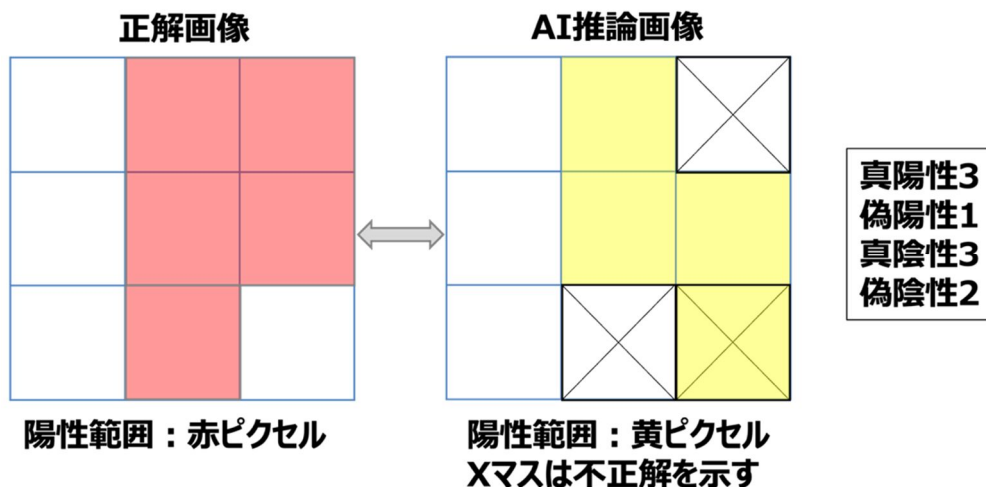 正解画像
AI推論画像
真陽性3
偽陽性1
真陰性3
偽陰性2
陽性範囲：赤ピクセル
陽性範囲：黄ピクセル
Xマスは不正解を示す